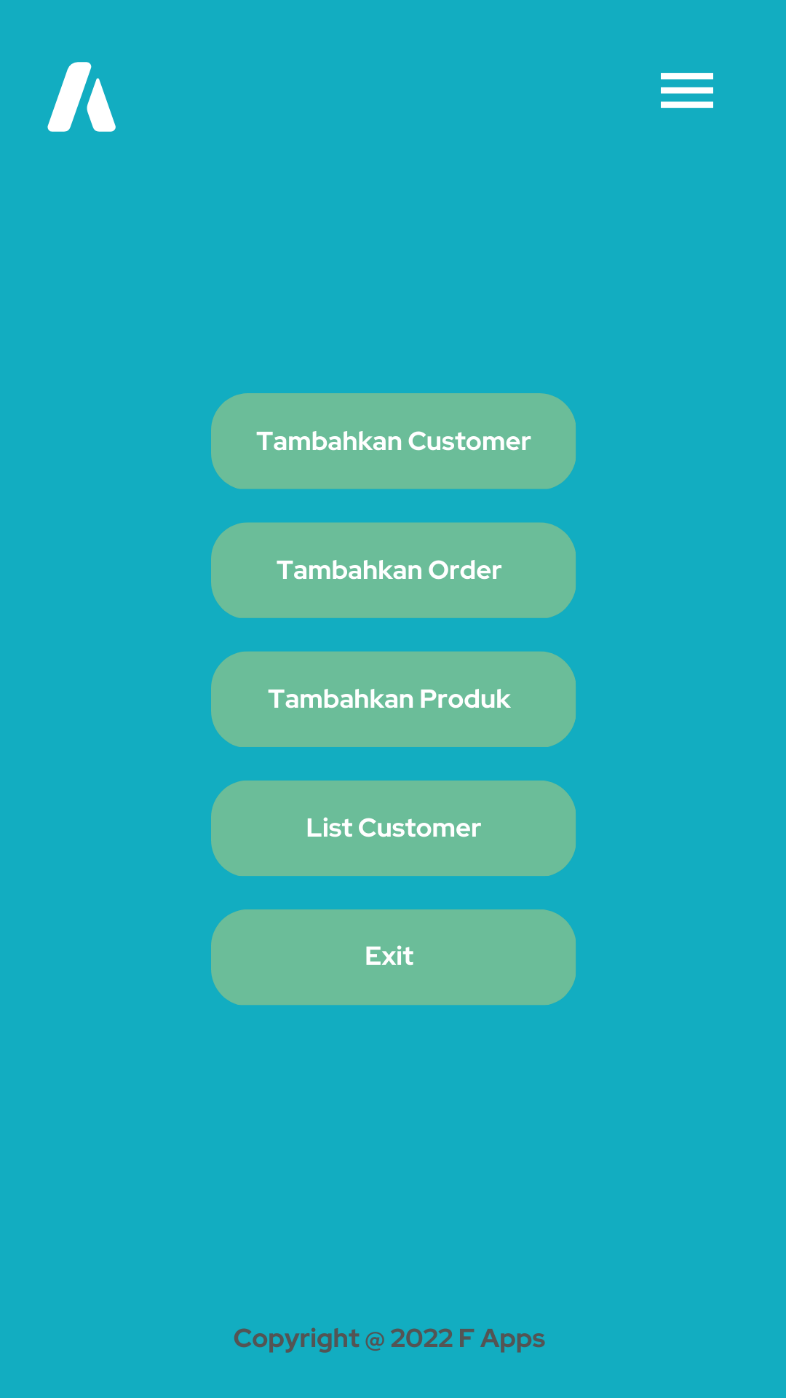 Tambahkan Customer
Tambahkan Order
Tambahkan Produk
List Customer
Exit
Copyright @ 2022 F Apps